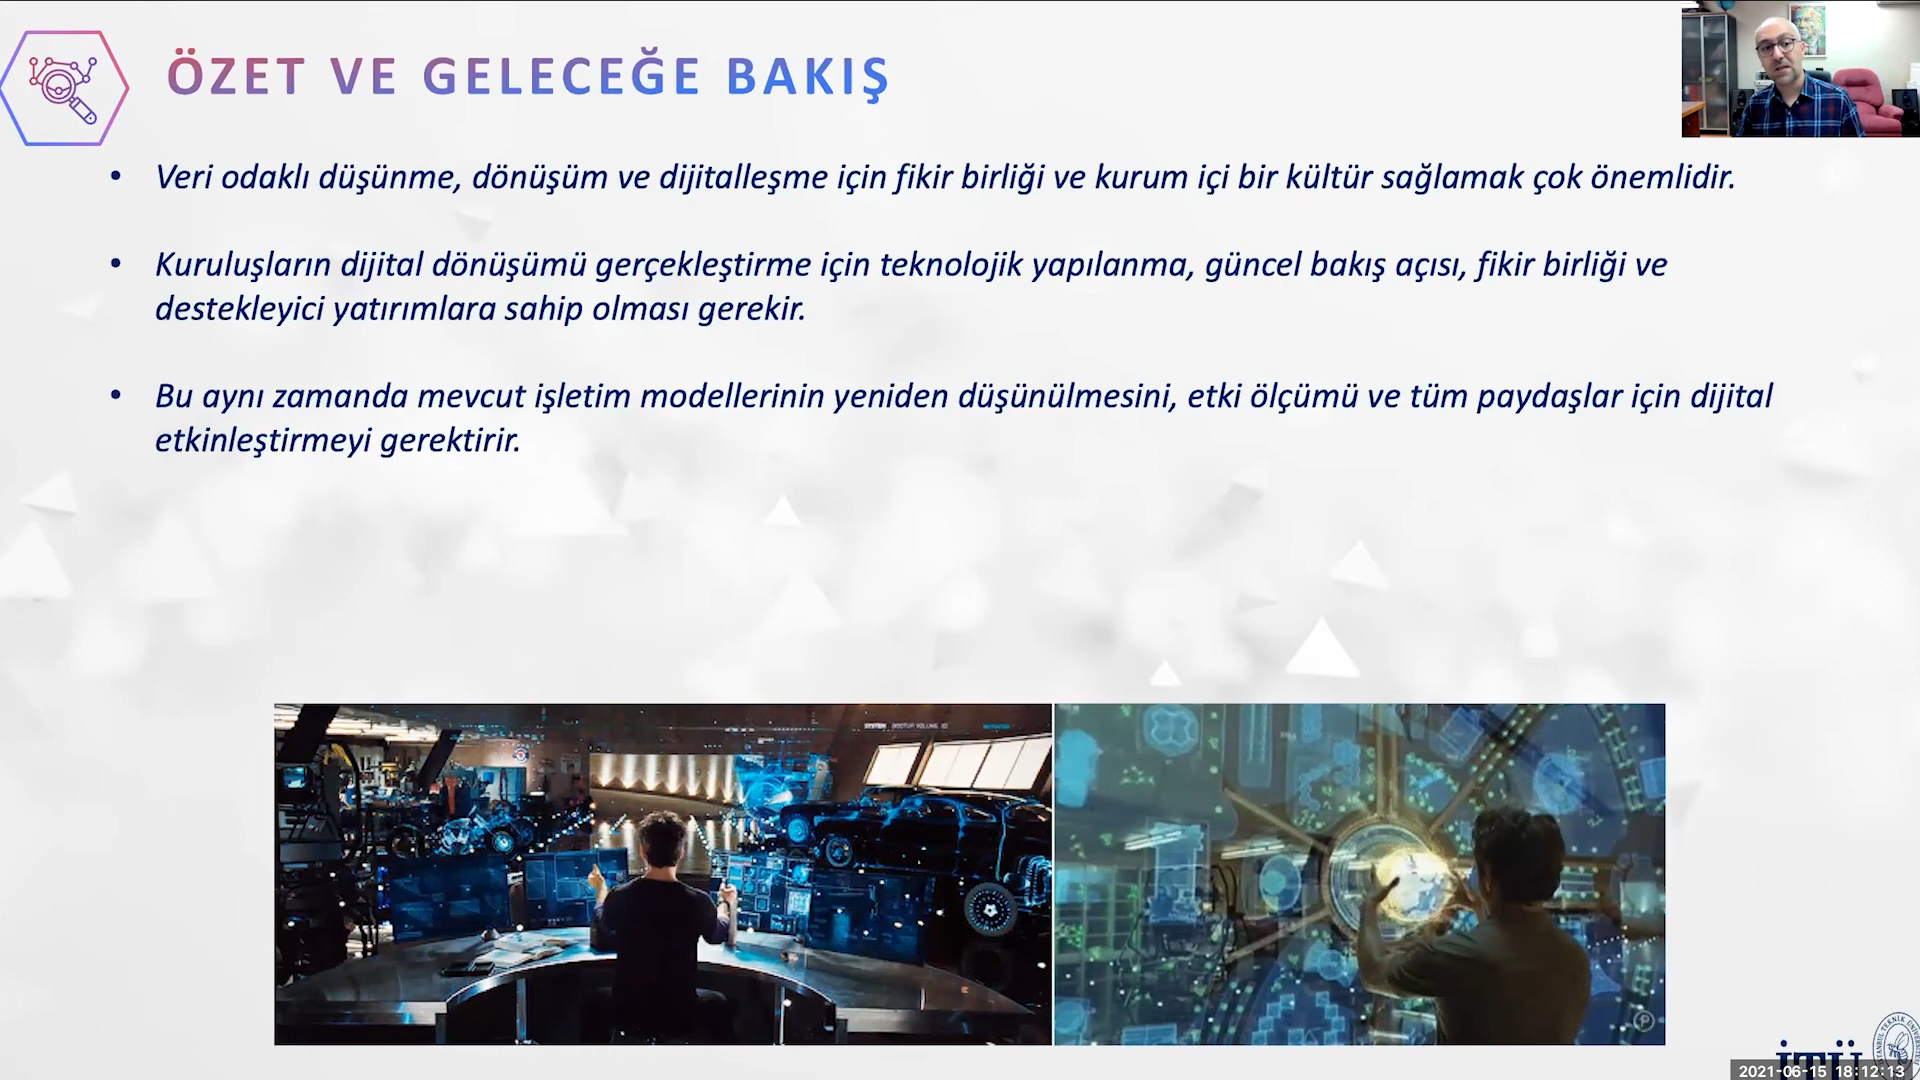 ÖZET VE GELECEĞE BAKIŞ
• Veri odaklı düşünme, dönüşüm ve dijitalleşme için fikir birliği ve kurum içi bir kültür sağlamak çok önemlidir.
• Kuruluşların dijital dönüşümü gerçekleştirme için teknolojik yapılanma, güncel bakış açısı, fikir birliği ve
destekleyici yatırımlara sahip olması gerekir.
• Bu aynı zamanda mevcut işletim modellerinin yeniden düşünülmesini, etki ölçümü ve tüm paydaşlar için dijital
etkinleştirmeyi gerektirir.
SYSTEM
İTÜ
2021-06-15 18:12:13